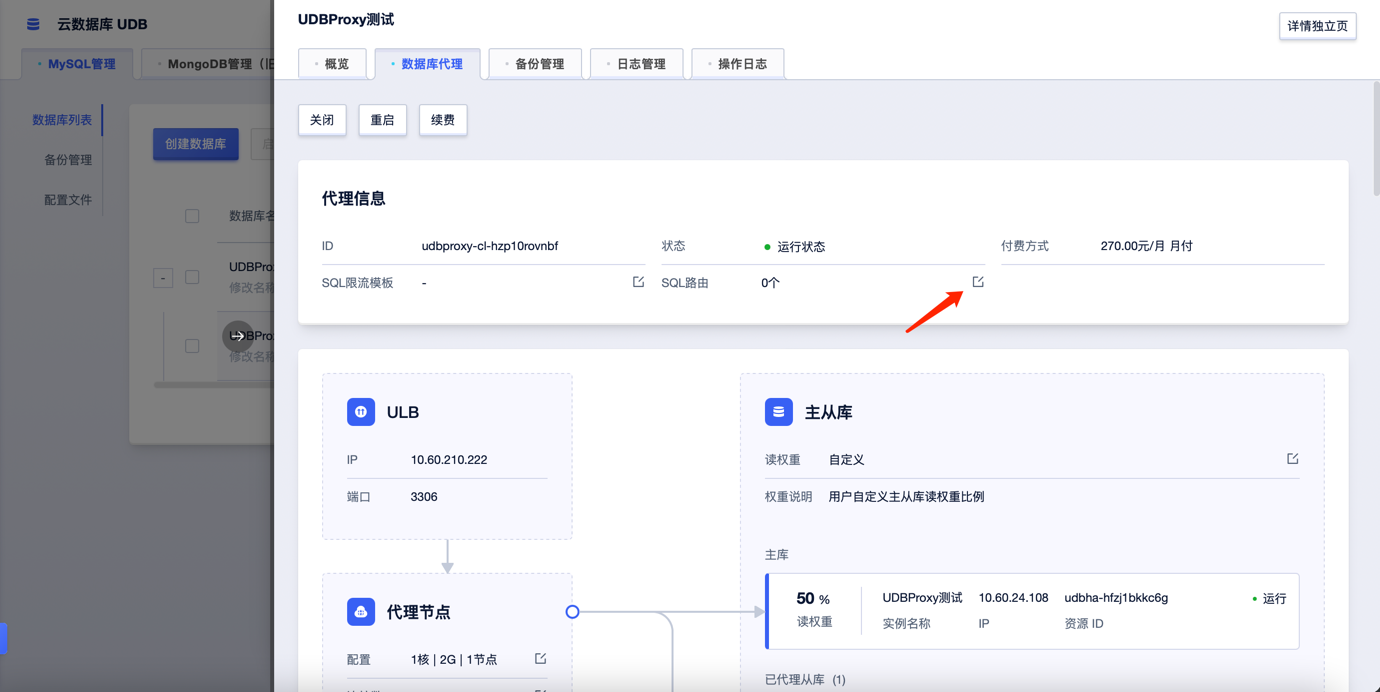 云数据库 UDB
MySQL管理
MongoDB管理（旧
数据库列表
备份管理
配置文件
创建数据库
启
数据库名
UDBPro
修改名称
-
UDBPro
修改名称
UDBProxy测试
详情独立页
概览
数据库代理
备份管理
日志管理
操作日志
关闭
重启
续费
代理信息
ID udbproxy-cl-hzp10rovnbf 状态 运行状态 付费方式 270.00元/月 月付
SQL限流模板 - SQL路由 0个
ULB
IP 10.60.210.222
端口 3306
代理节点
配置 1核 | 2G | 1节点
主从库
读权重 自定义
权重说明 用户自定义主从库读权重比例
主库
50 % UDBProxy测试 10.60.24.108 udbha-hfzj1bkkc6g 运行
读权重 实例名称 IP 资源 ID
已代理从库 (1)